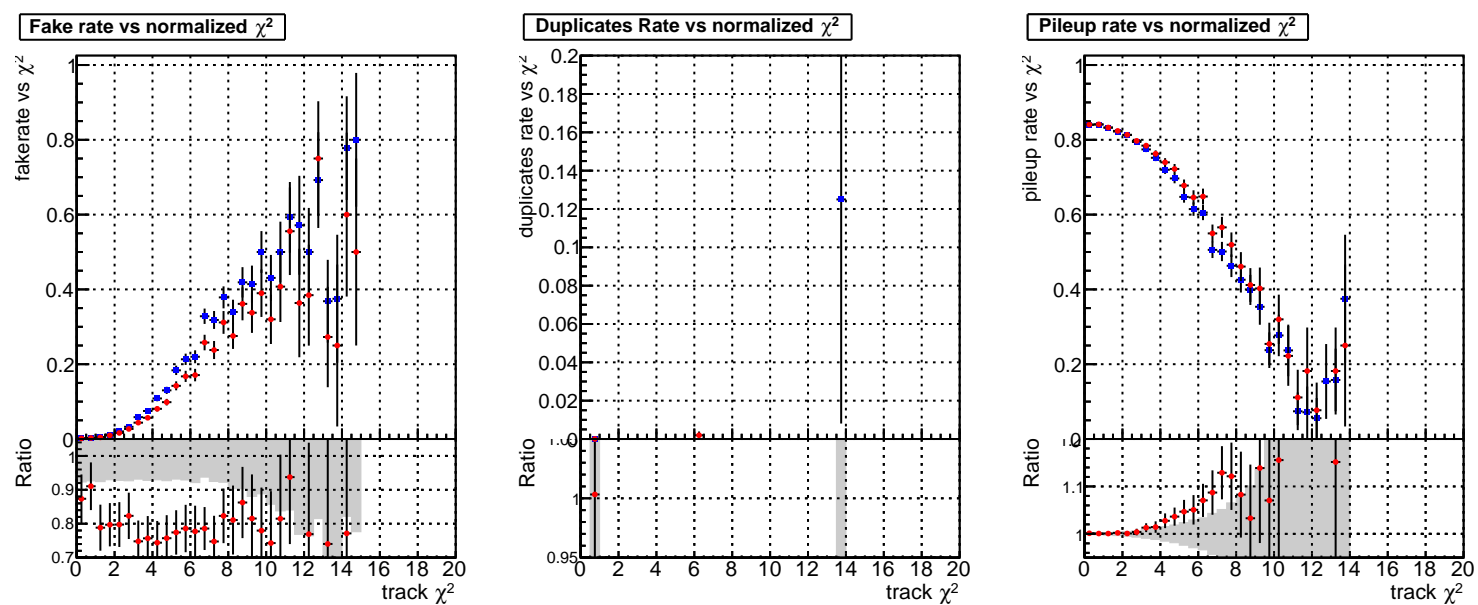 Fake rate vs normalized χ²
fakerate vs χ²
1
0.8
0.6
0.4
0.2
0
Ratio
1
0.9
0.8
0.7
0 2 4 6 8 10 12 14 16 18 20
track χ²
Duplicates Rate vs normalized χ²
duplicates rate vs χ²
0.2
0.18
0.16
0.14
0.12
0.1
0.08
0.06
0.04
0.02
0
Ratio
1
0.95
0 2 4 6 8 10 12 14 16 18 20
track χ²
Pileup rate vs normalized χ²
pileup rate vs χ²
1
0.8
0.6
0.4
0.2
0
Ratio
1.1
1
0 2 4 6 8 10 12 14 16 18 20
track χ²